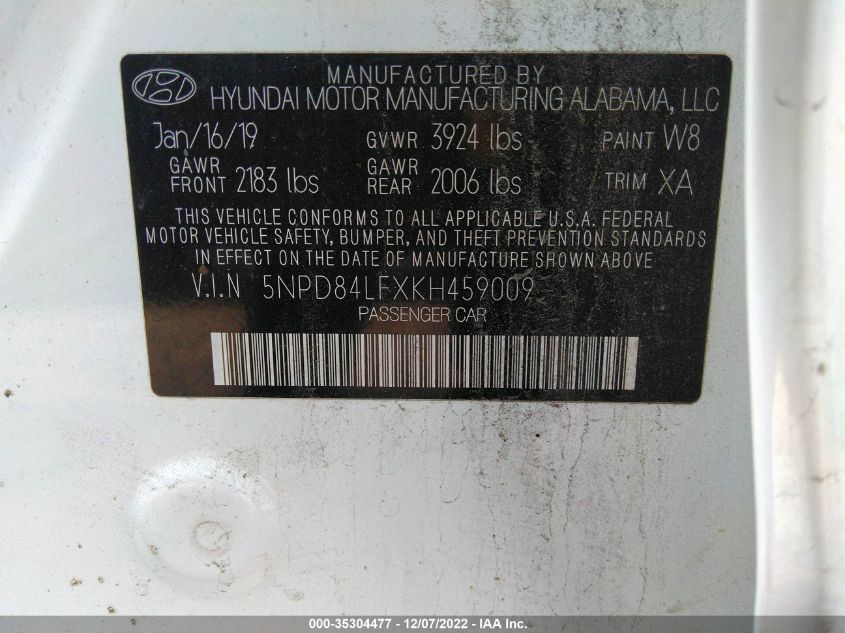 MANUFACTURED BY
HYUNDAI MOTOR MANUFACTURING ALABAMA, LLC
Jan/16/19 GVWR 3924 lbs PAINT W8
GAWR FRONT 2183 lbs GAWR REAR 2006 lbs TRIM XA
THIS VEHICLE CONFORMS TO ALL APPLICABLE U.S.A. FEDERAL
MOTOR VEHICLE SAFETY, BUMPER, AND THEFT PREVENTION STANDARDS
IN EFFECT ON THE DATE OF MANUFACTURE SHOWN ABOVE.
V.I.N 5NPD84LFXKH459009
PASSENGER CAR
000-35304477 - 12/07/2022 - IAA Inc.